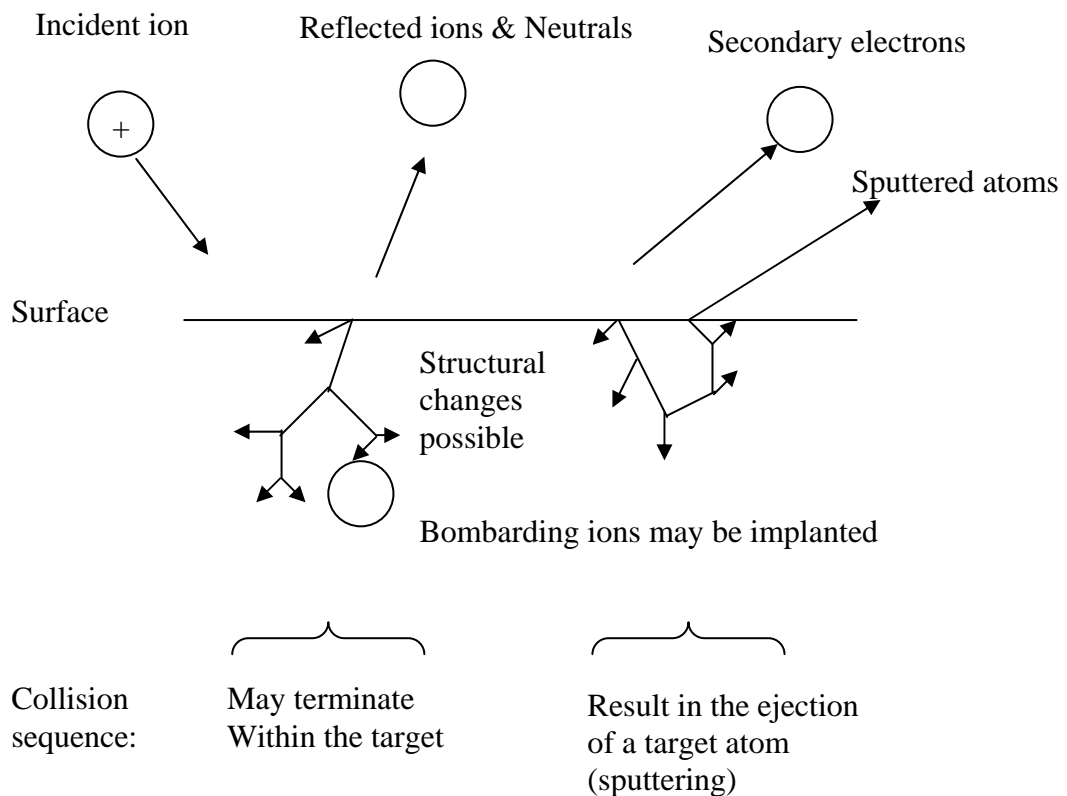 Incident ion
Reflected ions & Neutrals
Secondary electrons
+
Sputtered atoms
Surface
Structural
changes
possible
Bombarding ions may be implanted
Collision
sequence:
May terminate
Within the target
Result in the ejection
of a target atom
(sputtering)